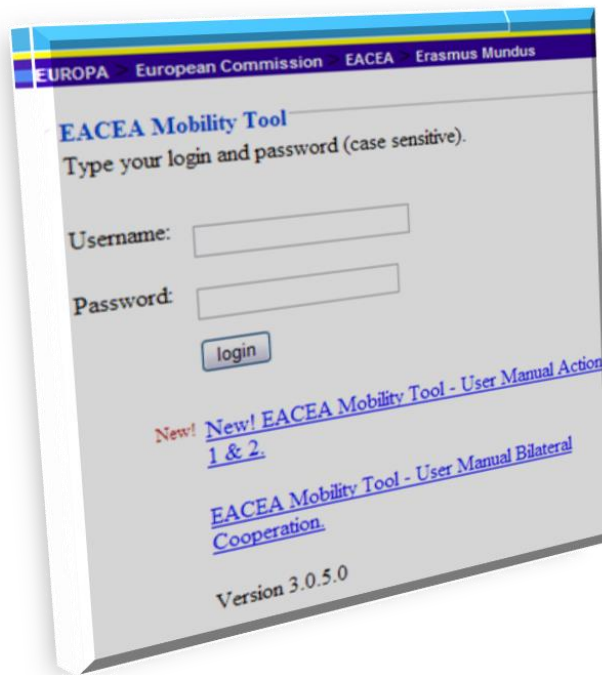 EUROPA > European Commission > EACEA > Erasmus Mundus
EACEA Mobility Tool
Type your login and password (case sensitive).
Username:
Password:
login
New! New! EACEA Mobility Tool - User Manual Action
1 & 2.
EACEA Mobility Tool - User Manual Bilateral
Cooperation.
Version 3.0.5.0